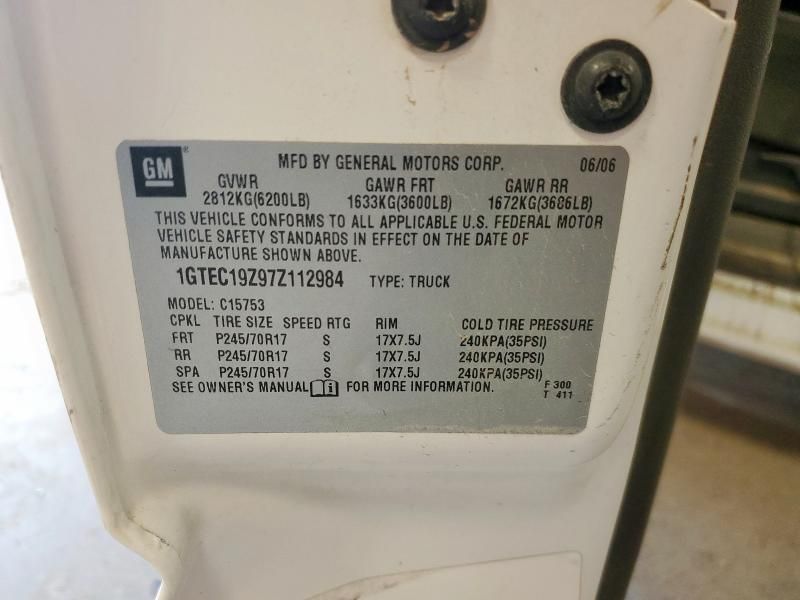 GM ® MFD BY GENERAL MOTORS CORP. 06/06
GVWR GAWR FRT GAWR RR
2812KG(6200LB) 1633KG(3600LB) 1672KG(3686LB)
THIS VEHICLE CONFORMS TO ALL APPLICABLE U.S. FEDERAL MOTOR
VEHICLE SAFETY STANDARDS IN EFFECT ON THE DATE OF
MANUFACTURE SHOWN ABOVE.
1GTEC19Z97Z112984 TYPE: TRUCK
MODEL: C15753
CPKL TIRE SIZE SPEED RTG RIM COLD TIRE PRESSURE
FRT P245/70R17 S 17X7.5J 240KPA(35PSI)
RR P245/70R17 S 17X7.5J 240KPA(35PSI)
SPA P245/70R17 S 17X7.5J 240KPA(35PSI)
SEE OWNER'S MANUAL i FOR MORE INFORMATION. F 300
T 411